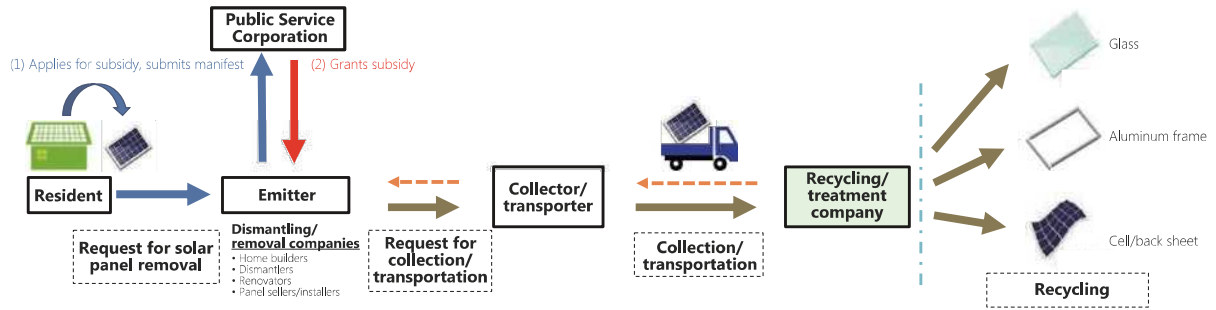 Public Service
Corporation
(1) Applies for subsidy, submits manifest
(2) Grants subsidy
Resident
Request for solar
panel removal
Emitter
Dismantling/
removal companies
• Home builders
• Dismantlers
• Renovators
• Panel sellers/installers
Request for
collection
/transportation
Collector/
transporter
Collection/
transportation
Recycling/
treatment
company
Glass
Aluminum frame
Cell/back sheet
Recycling